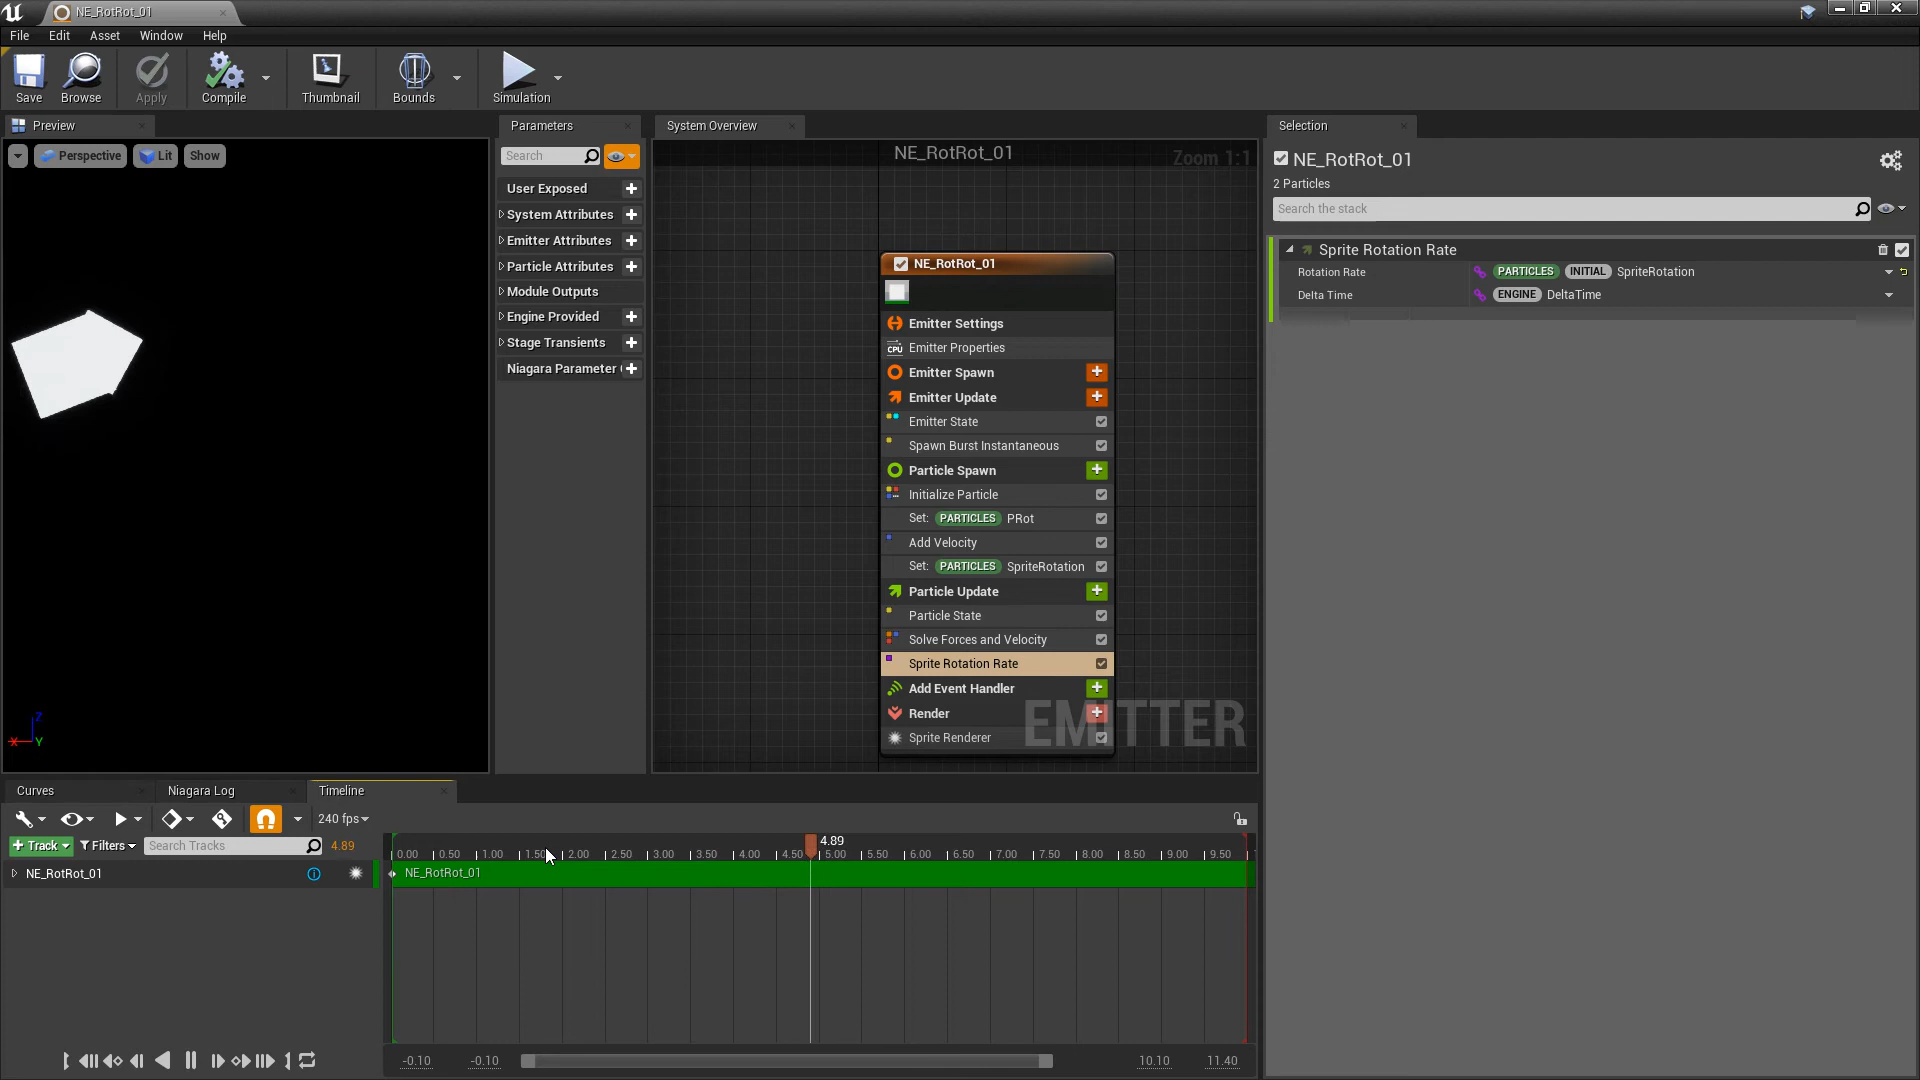 NE_RotRot_01
File Edit Asset Window Help
Save Browse Apply Compile Thumbnail Bounds Simulation
Preview
Perspective Lit Show
Z
X Y
Parameters
Search
User Exposed
System Attributes
Emitter Attributes
Particle Attributes
Module Outputs
Engine Provided
Stage Transients
Niagara Parameter
System Overview
NE_RotRot_01
Zoom 1:1
NE_RotRot_01
Emitter Settings
CPU Emitter Properties
Emitter Spawn
Emitter Update
Emitter State
Spawn Burst Instantaneous
Particle Spawn
Initialize Particle
Set: PARTICLES PRot
Add Velocity
Set: PARTICLES SpriteRotation
Particle Update
Particle State
Solve Forces and Velocity
Sprite Rotation Rate
Add Event Handler
Render
Sprite Renderer
EMITTER
Selection
NE_RotRot_01
2 Particles
Search the stack
Sprite Rotation Rate
Rotation Rate PARTICLES INITIAL SpriteRotation
Delta Time ENGINE DeltaTime
Curves Niagara Log Timeline
240 fps
+ Track Filters Search Tracks 4.89
4.89
0.00 0.50 1.00 1.50 2.00 2.50 3.00 3.50 4.00 4.50 5.00 5.50 6.00 6.50 7.00 7.50 8.00 8.50 9.00 9.50
NE_RotRot_01 NE_RotRot_01
-0.10 -0.10 10.10 11.40